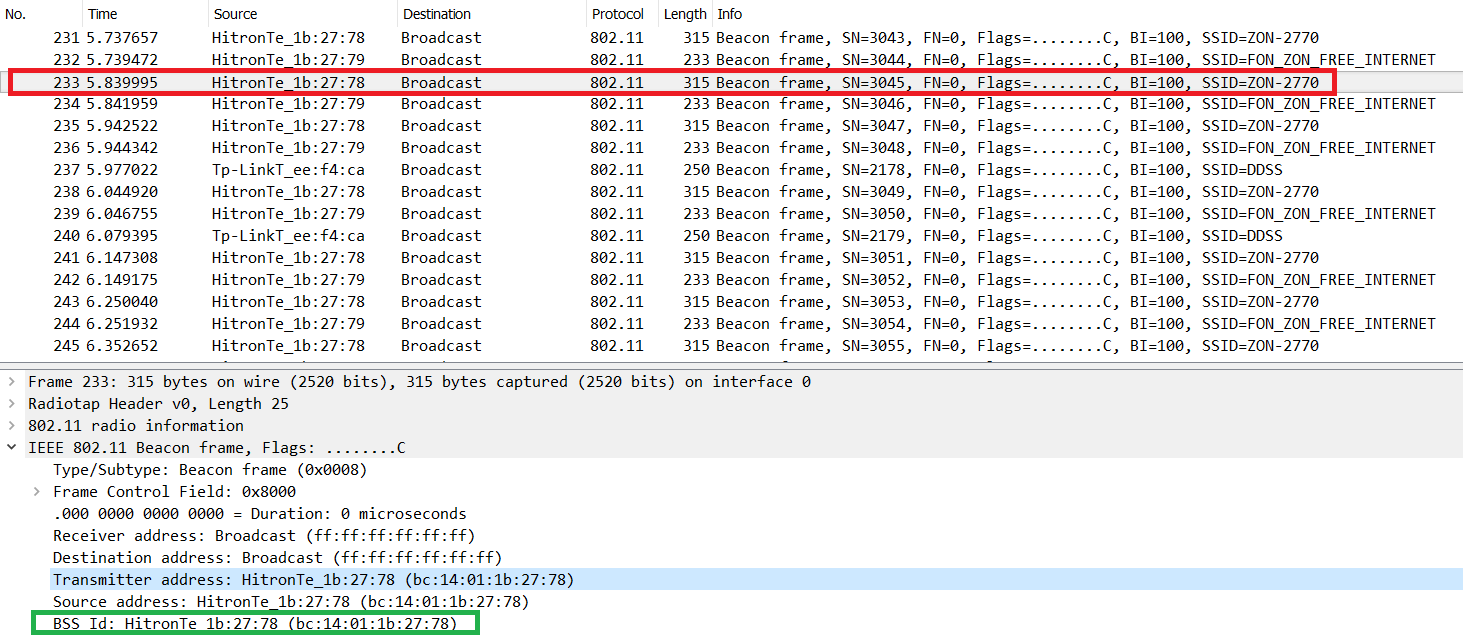 No. Time Source Destination Protocol Length Info
231 5.737657 HitronTe_1b:27:78 Broadcast 802.11 315 Beacon frame, SN=3043, FN=0, Flags=........C, BI=100, SSID=ZON-2770
232 5.739472 HitronTe_1b:27:79 Broadcast 802.11 233 Beacon frame, SN=3044, FN=0, Flags=........C, BI=100, SSID=FON_ZON_FREE_INTERNET
233 5.839995 HitronTe_1b:27:78 Broadcast 802.11 315 Beacon frame, SN=3045, FN=0, Flags=........C, BI=100, SSID=ZON-2770
234 5.841959 HitronTe_1b:27:79 Broadcast 802.11 233 Beacon frame, SN=3046, FN=0, Flags=........C, BI=100, SSID=FON_ZON_FREE_INTERNET
235 5.942522 HitronTe_1b:27:78 Broadcast 802.11 315 Beacon frame, SN=3047, FN=0, Flags=........C, BI=100, SSID=ZON-2770
236 5.944342 HitronTe_1b:27:79 Broadcast 802.11 233 Beacon frame, SN=3048, FN=0, Flags=........C, BI=100, SSID=FON_ZON_FREE_INTERNET
237 5.977022 Tp-LinkT_ee:f4:ca Broadcast 802.11 250 Beacon frame, SN=2178, FN=0, Flags=........C, BI=100, SSID=DDSS
238 6.044920 HitronTe_1b:27:78 Broadcast 802.11 315 Beacon frame, SN=3049, FN=0, Flags=........C, BI=100, SSID=ZON-2770
239 6.046755 HitronTe_1b:27:79 Broadcast 802.11 233 Beacon frame, SN=3050, FN=0, Flags=........C, BI=100, SSID=FON_ZON_FREE_INTERNET
240 6.079395 Tp-LinkT_ee:f4:ca Broadcast 802.11 250 Beacon frame, SN=2179, FN=0, Flags=........C, BI=100, SSID=DDSS
241 6.147308 HitronTe_1b:27:78 Broadcast 802.11 315 Beacon frame, SN=3051, FN=0, Flags=........C, BI=100, SSID=ZON-2770
242 6.149175 HitronTe_1b:27:79 Broadcast 802.11 233 Beacon frame, SN=3052, FN=0, Flags=........C, BI=100, SSID=FON_ZON_FREE_INTERNET
243 6.250040 HitronTe_1b:27:78 Broadcast 802.11 315 Beacon frame, SN=3053, FN=0, Flags=........C, BI=100, SSID=ZON-2770
244 6.251932 HitronTe_1b:27:79 Broadcast 802.11 233 Beacon frame, SN=3054, FN=0, Flags=........C, BI=100, SSID=FON_ZON_FREE_INTERNET
245 6.352652 HitronTe_1b:27:78 Broadcast 802.11 315 Beacon frame, SN=3055, FN=0, Flags=........C, BI=100, SSID=ZON-2770
Frame 233: 315 bytes on wire (2520 bits), 315 bytes captured (2520 bits) on interface 0
Radiotap Header v0, Length 25
802.11 radio information
IEEE 802.11 Beacon frame, Flags: ........C
Type/Subtype: Beacon frame (0x0008)
Frame Control Field: 0x8000
.000 0000 0000 0000 = Duration: 0 microseconds
Receiver address: Broadcast (ff:ff:ff:ff:ff:ff)
Destination address: Broadcast (ff:ff:ff:ff:ff:ff)
Transmitter address: HitronTe_1b:27:78 (bc:14:01:1b:27:78)
Source address: HitronTe_1b:27:78 (bc:14:01:1b:27:78)
BSS Id: HitronTe_1b:27:78 (bc:14:01:1b:27:78)